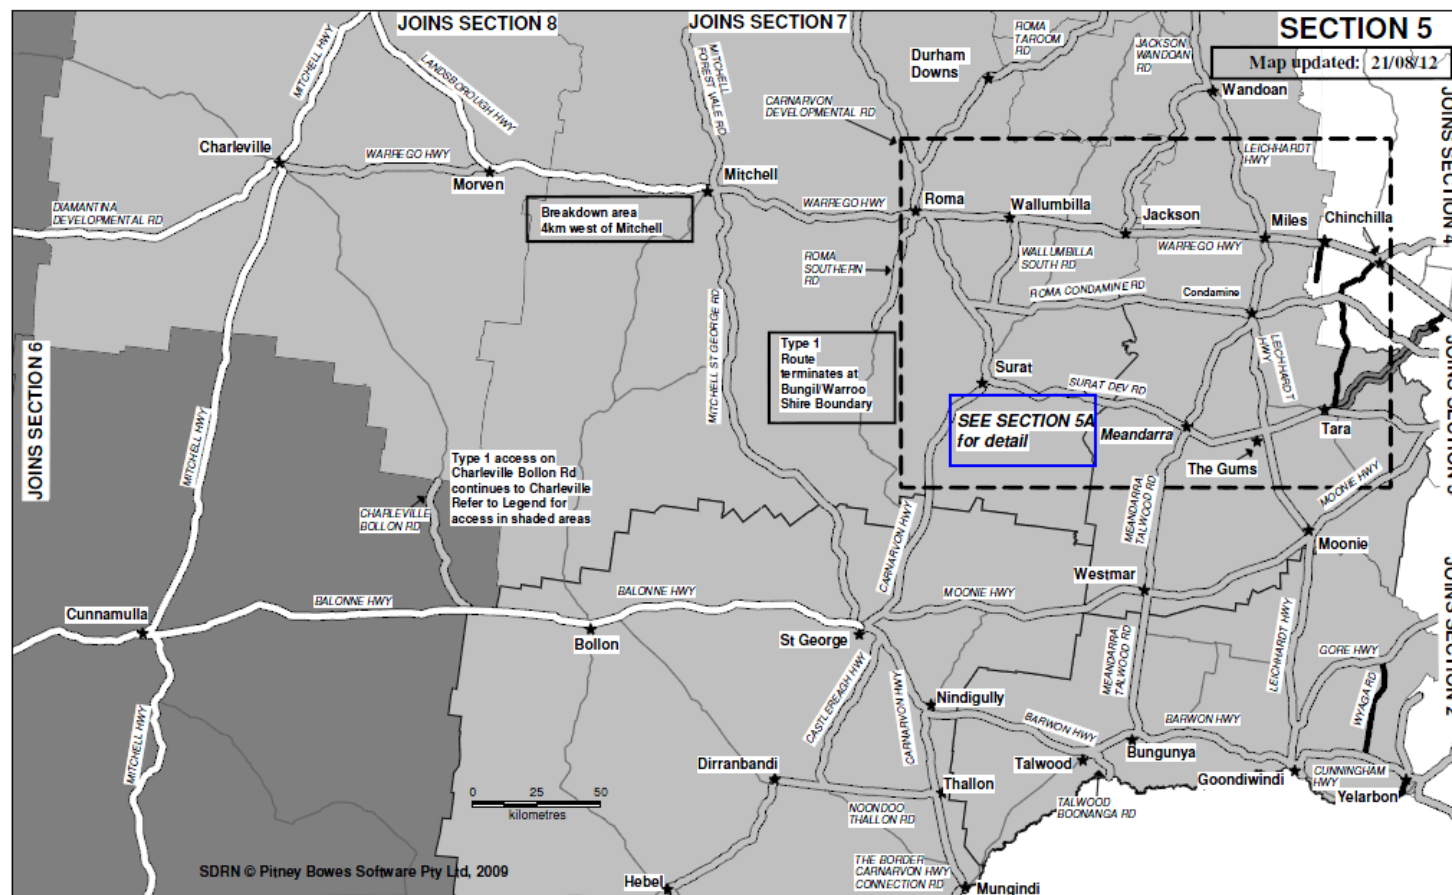 JOINS SECTION 8
JOINS SECTION 7
SECTION 5
Map updated: 21/08/12
MITCHELL HWY
LANDSBOROUGH HWY
MITCHELL
FOREST VALE RD
ROMA
TAROOM
RD
JACKSON
WANDOAN
RD
Durham
Downs
Wandoan
CARNARVON
DEVELOPMENTAL RD
JOINS SECTION 4
Charleville
WARREGO HWY
Morven
Mitchell
LEICHHARDT
HWY
DIAMANTINA
DEVELOPMENTAL RD
Breakdown area
4km west of Mitchell
WARREGO HWY
Roma
Wallumbilla
Jackson
Miles
Chinchilla
WARREGO HWY
ROMA
SOUTHERN
RD
WALLUMBILLA
SOUTH RD
ROMA CONDAMINE RD
Condamine
MITCHELL ST GEORGE RD
LEICHHARDT
HWY
JOINS SECTION 6
Type 1
Route
terminates at
Bungil/Warroo
Shire Boundary
Surat
SURAT DEV RD
JOINS SECTION 3
SEE SECTION 5A
for detail
Meandarra
Tara
The Gums
MITCHELL HWY
Type 1 access on
Charleville Bollon Rd
continues to Charleville
Refer to Legend for
access in shaded areas
CHARLEVILLE
BOLLON RD
MEANDARRA
TALWOOD RD
MOONIE HWY
CARNARVON HWY
Moonie
Westmar
JOINS SECTION 2
Cunnamulla
BALONNE HWY
BALONNE HWY
MOONIE HWY
Bollon
St George
MEANDARRA
TALWOOD RD
LEICHHARDT HWY
GORE HWY
WYAGA RD
CASTLEREAGH HWY
CARNARVON HWY
Nindigully
BARWON HWY
BARWON HWY
MITCHELL HWY
Dirranbandi
Talwood
Bungunya
Goondiwindi
CUNNINGHAM
HWY
Yelarbon
Thallon
0 25 50
kilometres
NOONDOO
THALLON RD
TALWOOD
BOONANGA RD
SDRN © Pitney Bowes Software Pty Ltd, 2009
Hebel
THE BORDER
CARNARVON HWY
CONNECTION RD
Mungindi